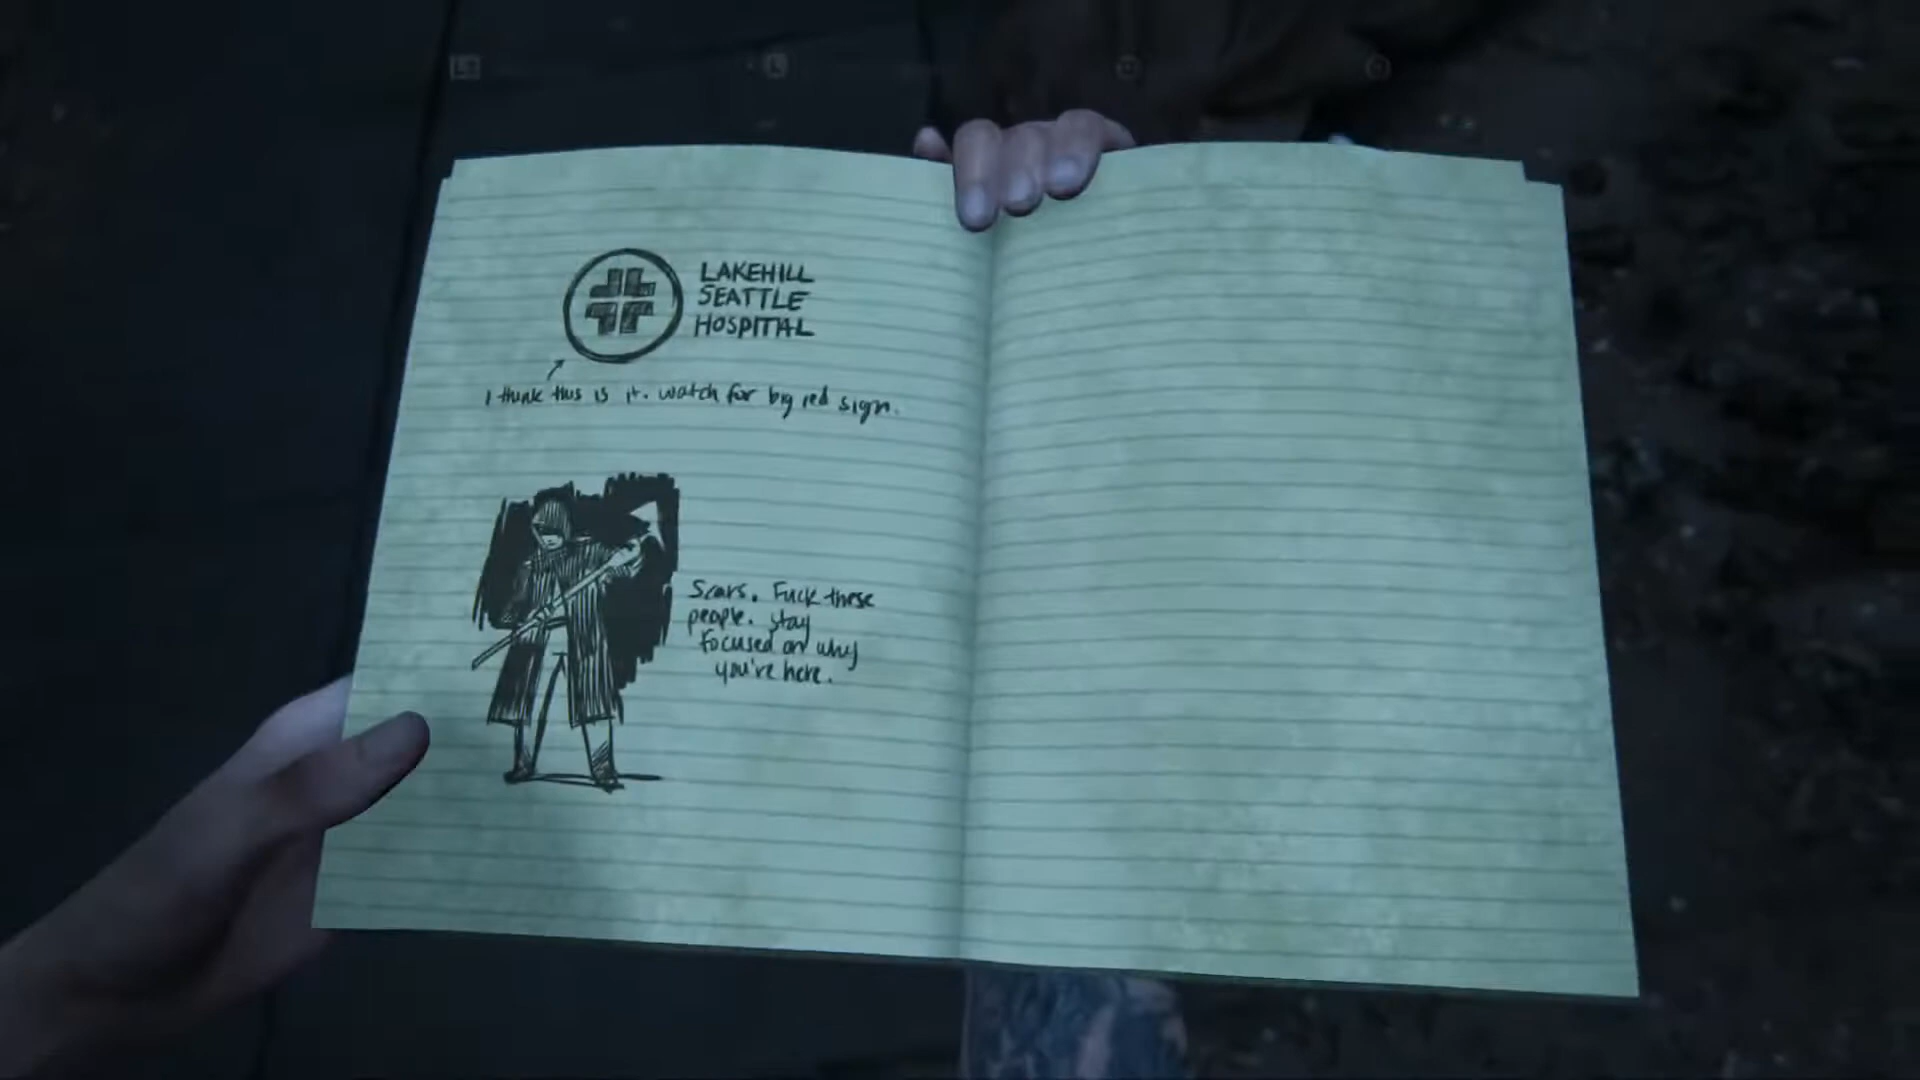 LAKEHILL
SEATTLE
HOSPITAL
I think this is it. watch for big red sign.
Scars. Fuck these
people. stay
focused on why
you're here.